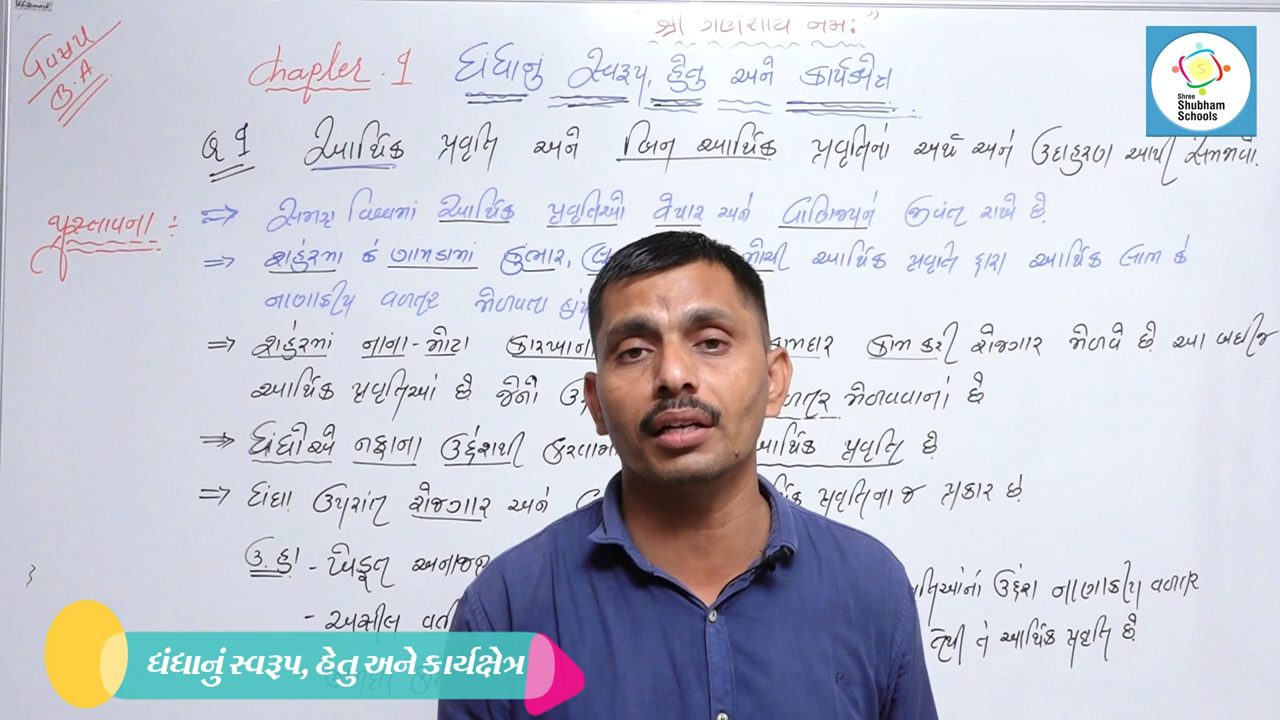 "શ્રી ગણેશાય નમઃ"
B.A
Chapter. 1 ધંધાનું સ્વરૂપ, હેતુ અને કાર્યક્ષેત્ર
Shree
Shubham
Schools
Q 1 આર્થિક પ્રવૃતિ અને બિન આર્થિક પ્રવૃતિનો અર્થ અને ઉદાહરણ આપી સમજાવો.
પ્રસ્તાવના :
⇒ સમગ્ર વિશ્વમાં આર્થિક પ્રવૃતિઓ વેપાર અને વાણિજ્યને જીવંત રાખે છે.
⇒ શહેરમાં કે ગામડામાં કુંભાર, મોચી આર્થિક પ્રવૃતિ દ્વારા આર્થિક લાભ કે
નાણાકીય વળતર મેળવતા
⇒ શહેરમાં નાના-મોટા કામદાર કામ કરી રોજગાર મેળવે છે. આ બધીજ
આર્થિક પ્રવૃતિઓ છે. જેનો મેળવવાનો છે
⇒ ધંધોએ નફાના ઉદ્દેશથી આર્થિક પ્રવૃતિ છે.
⇒ ધંધા ઉપરાંત રોજગાર અને પ્રવૃતિના જ પ્રકાર છે.
ઉ.દા - ખેડૂત ઉદ્દેશ નાણાકીય વળતર
- તેથી તે આર્થિક પ્રવૃતિ છે.
ધંધાનું સ્વરૂપ, હેતુ અને કાર્યક્ષેત્ર